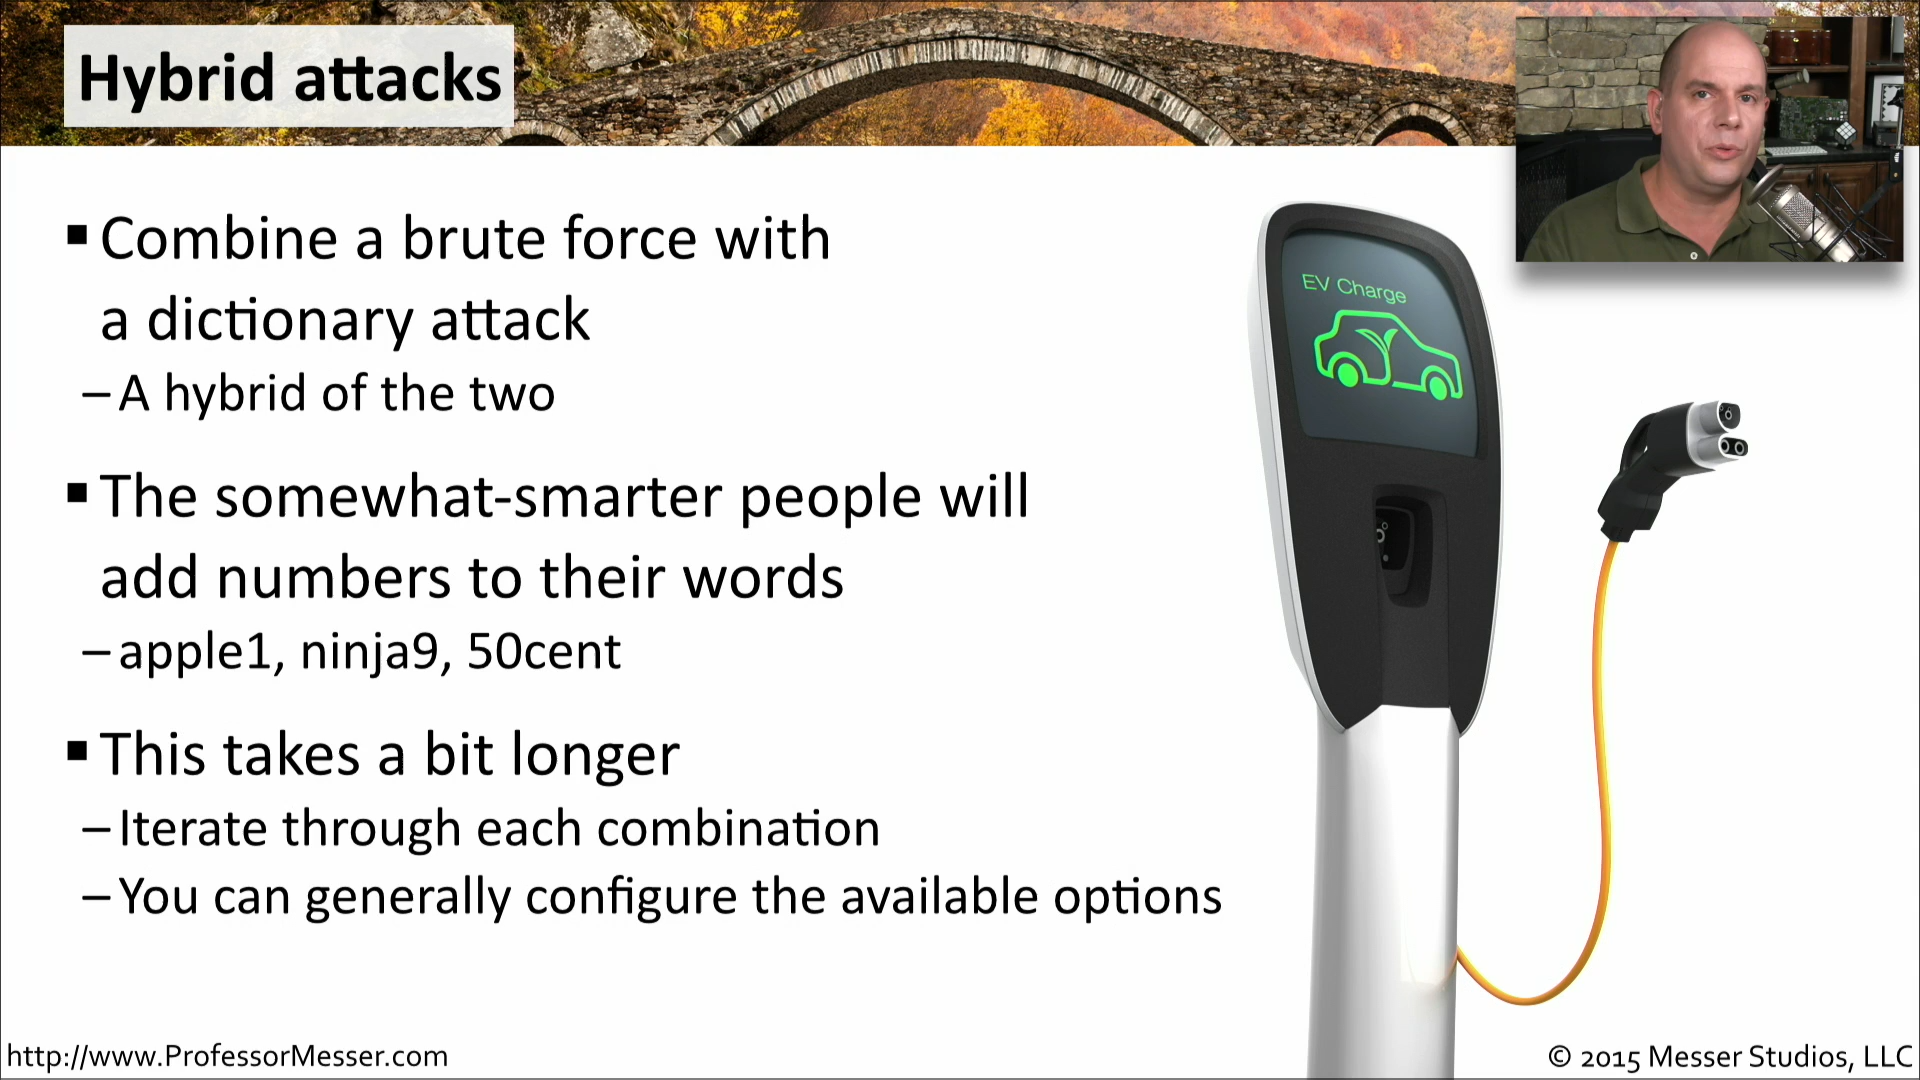 Hybrid attacks
▪ Combine a brute force with
a dictionary attack
– A hybrid of the two
▪ The somewhat-smarter people will
add numbers to their words
– apple1, ninja9, 50cent
▪ This takes a bit longer
– Iterate through each combination
– You can generally configure the available options
EV Charge
http://www.ProfessorMesser.com
© 2015 Messer Studios, LLC